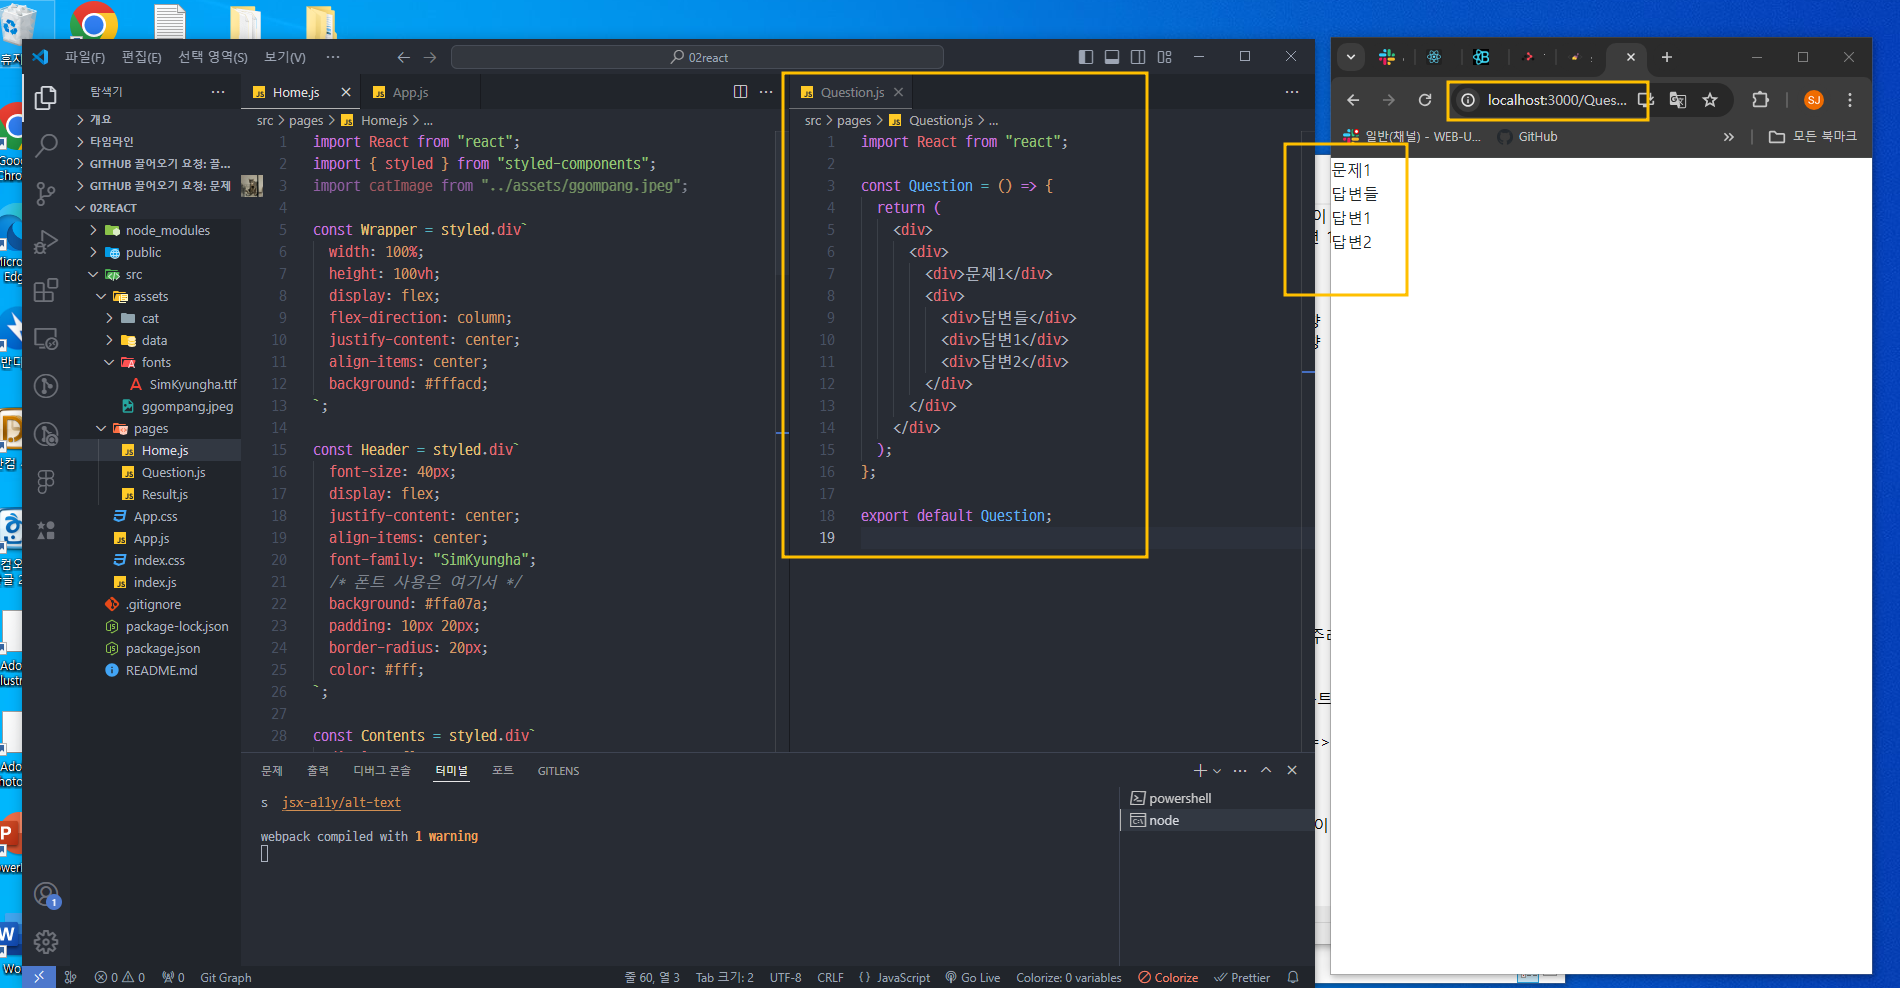 파일(F) 편집(E) 선택 영역(S) 보기(V) ···
02react
탐색기 ···
개요
타임라인
GITHUB 끌어오기 요청: 끌...
GITHUB 끌어오기 요청: 문제
02REACT
node_modules
public
src
assets
cat
data
fonts
SimKyungha.ttf
ggompang.jpeg
pages
Home.js
Question.js
Result.js
App.css
App.js
index.css
index.js
.gitignore
package-lock.json
package.json
README.md
Home.js App.js
src > pages > Home.js > ...
1 import React from "react";
2 import { styled } from "styled-components";
3 import catImage from "../assets/ggompang.jpeg";
4
5 const Wrapper = styled.div`
6 width: 100%;
7 height: 100vh;
8 display: flex;
9 flex-direction: column;
10 justify-content: center;
11 align-items: center;
12 background: #fffacd;
13 `;
14
15 const Header = styled.div`
16 font-size: 40px;
17 display: flex;
18 justify-content: center;
19 align-items: center;
20 font-family: "SimKyungha";
21 /* 폰트 사용은 여기서 */
22 background: #ffa07a;
23 padding: 10px 20px;
24 border-radius: 20px;
25 color: #fff;
26 `;
27
28 const Contents = styled.div`
Question.js
src > pages > Question.js > ...
1 import React from "react";
2
3 const Question = () => {
4 return (
5 <div>
6 <div>
7 <div>문제1</div>
8 <div>
9 <div>답변들</div>
10 <div>답변1</div>
11 <div>답변2</div>
12 </div>
13 </div>
14 </div>
15 );
16 };
17
18 export default Question;
19
문제 출력 디버그 콘솔 터미널 포트 GITLENS
s jsx-a11y/alt-text
webpack compiled with 1 warning
powershell
node
0 0 0 Git Graph
줄 60, 열 3 Tab 크기: 2 UTF-8 CRLF {} JavaScript Go Live Colorize: 0 variables Colorize Prettier
localhost:3000/Ques...
SJ
일반(채널) - WEB-U... GitHub » 모든 북마크
문제1
답변들
답변1
답변2